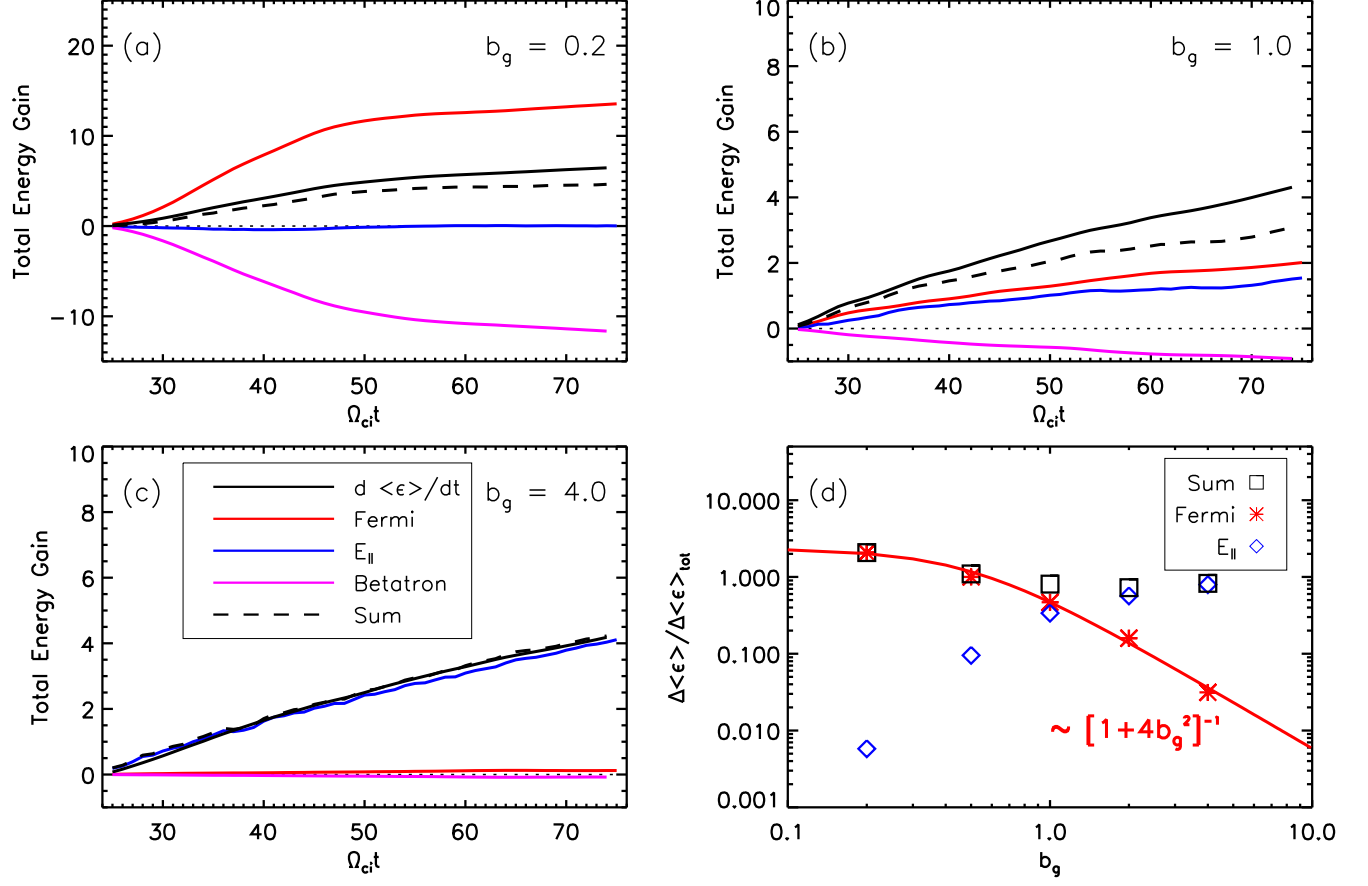 (a)
b_g = 0.2
Total Energy Gain
20
10
0
−10
30 40 50 60 70
Ω_ci t
(b)
b_g = 1.0
Total Energy Gain
10
8
6
4
2
0
30 40 50 60 70
Ω_ci t
(c)
b_g = 4.0
d <ϵ>/dt
Fermi
E_||
Betatron
Sum
Total Energy Gain
10
8
6
4
2
0
30 40 50 60 70
Ω_ci t
(d)
Sum
Fermi
E_||
Δ<ϵ>/Δ<ϵ>_tot
10.000
1.000
0.100
0.010
0.001
~ [1+4b_g^2]^-1
0.1 1.0 10.0
b_g